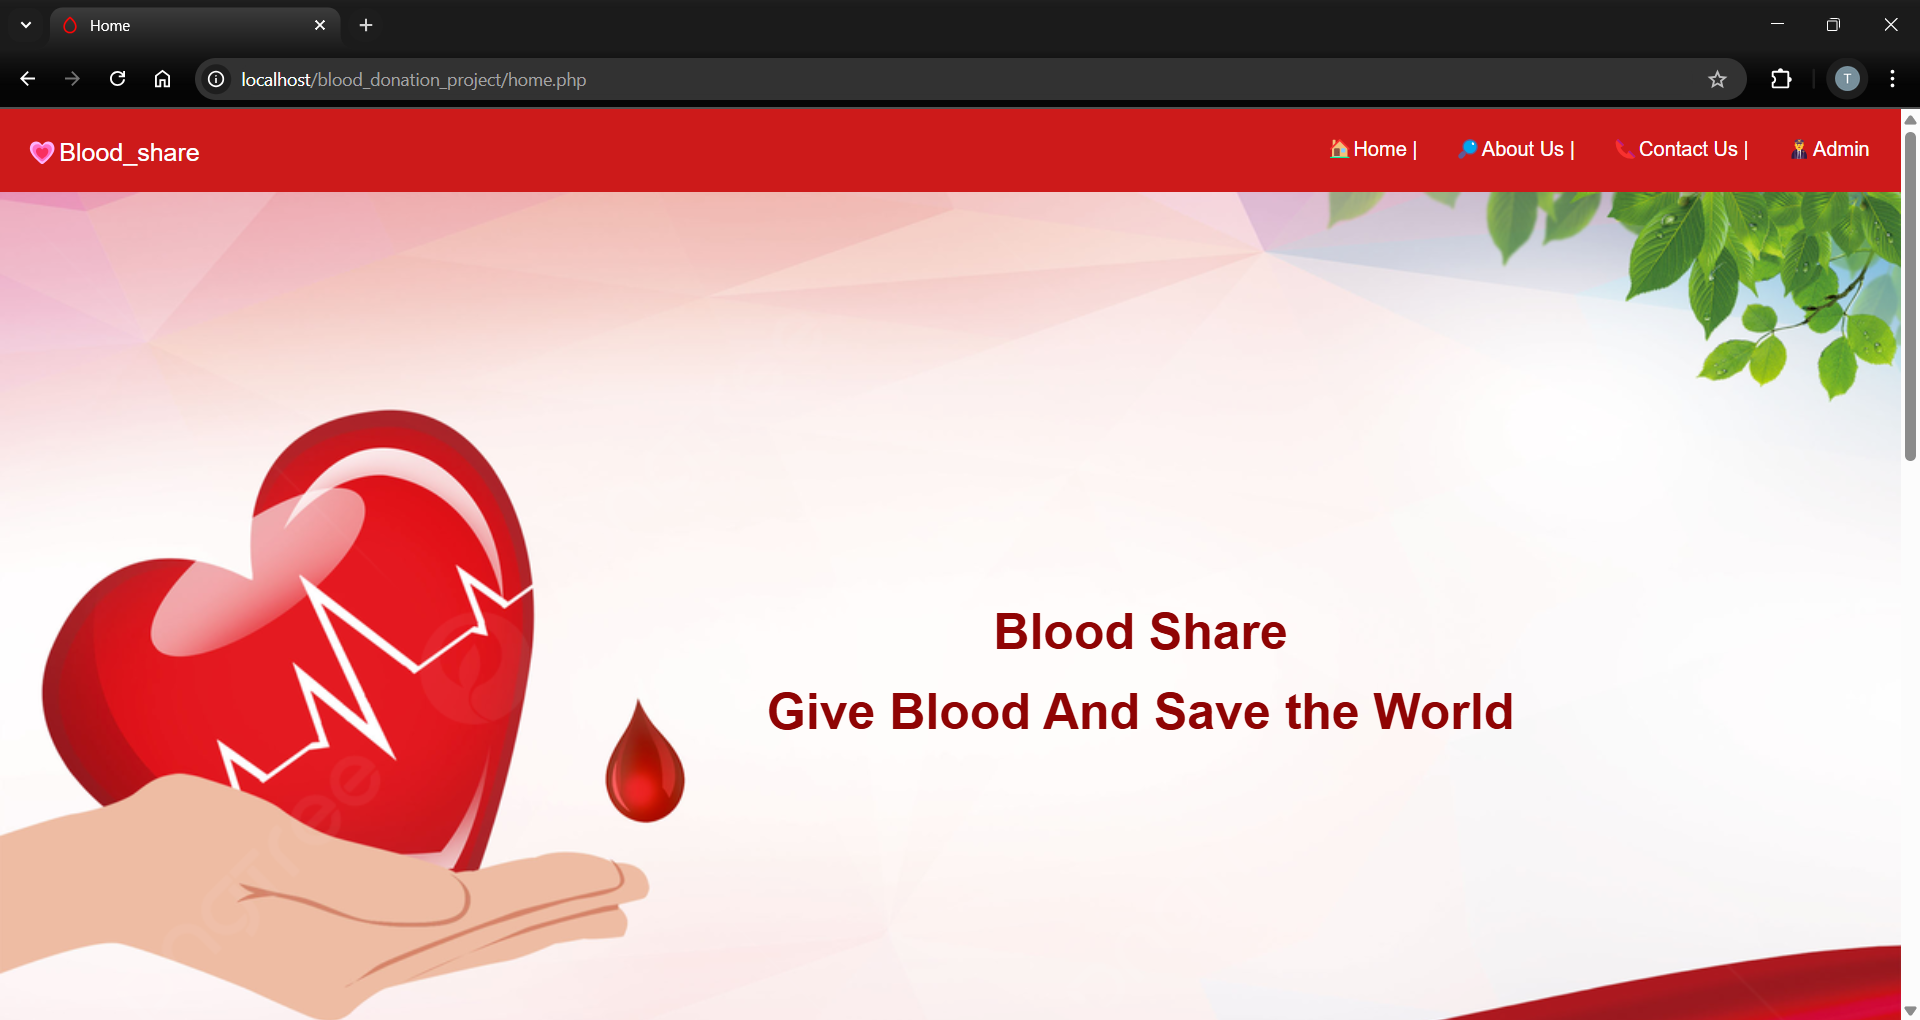 Home
localhost/blood_donation_project/home.php
T
Blood_share
Home |
About Us |
Contact Us |
Admin
Blood Share
Give Blood And Save the World
ngtree